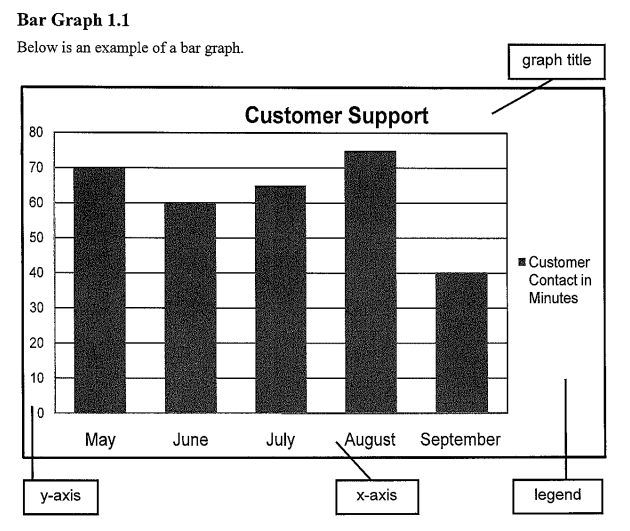 Bar Graph 1.1
Below is an example of a bar graph.
graph title
Customer Support
80
70
60
50
40
30
20
10
0
Customer
Contact in
Minutes
May June July August September
y-axis x-axis legend